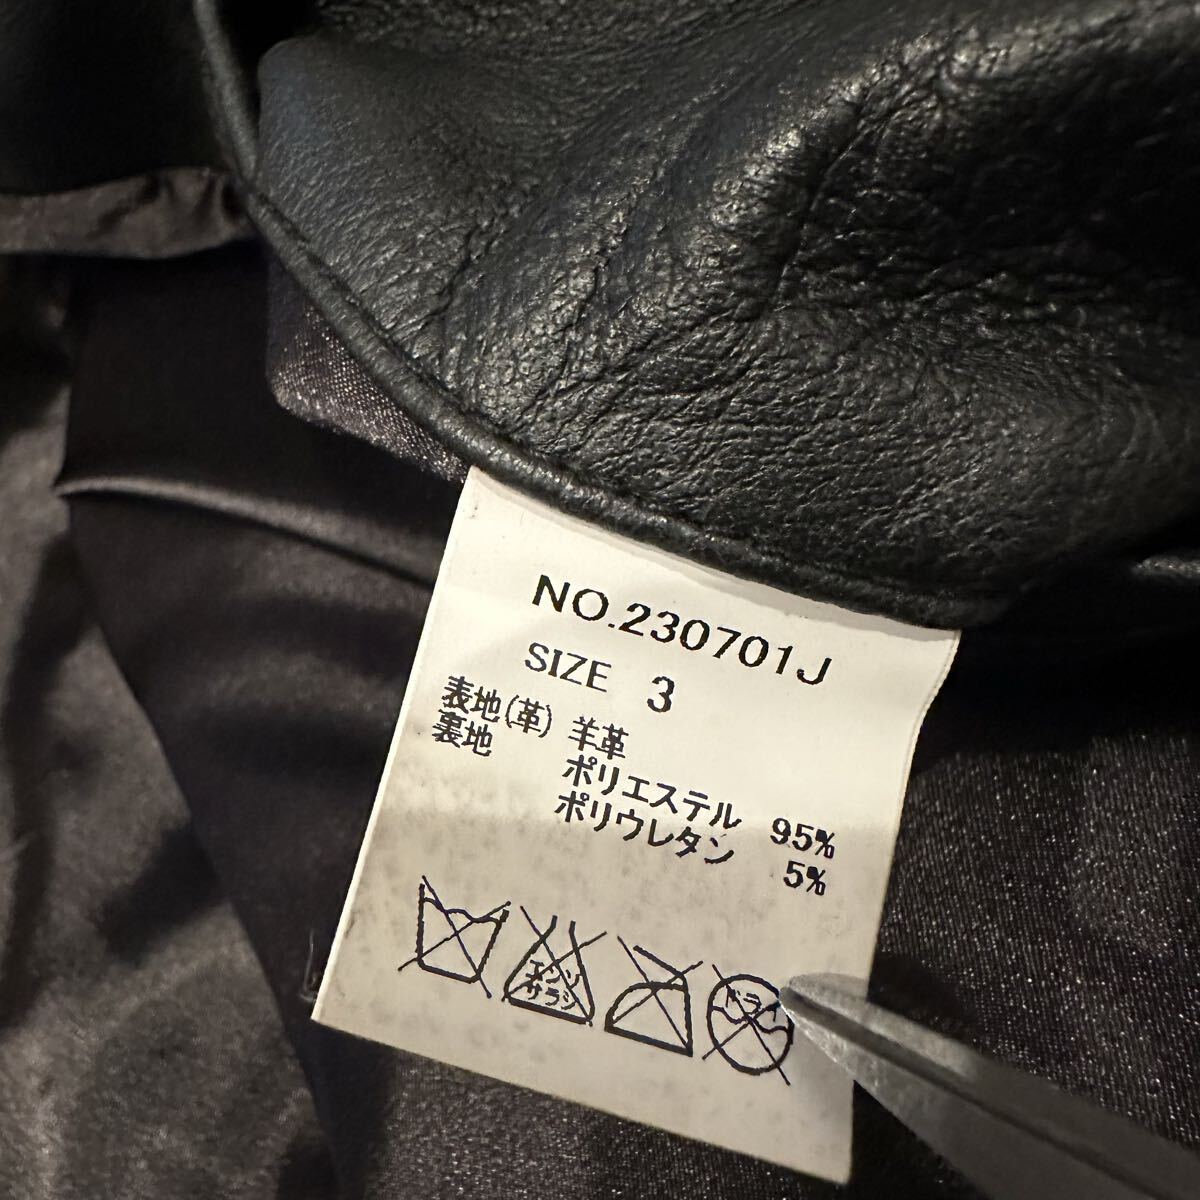 NO.230701J
SIZE 3
表地(革) 羊革
裏地 ポリエステル 95%
ポリウレタン 5%
エンソ
サラシ
ドライ